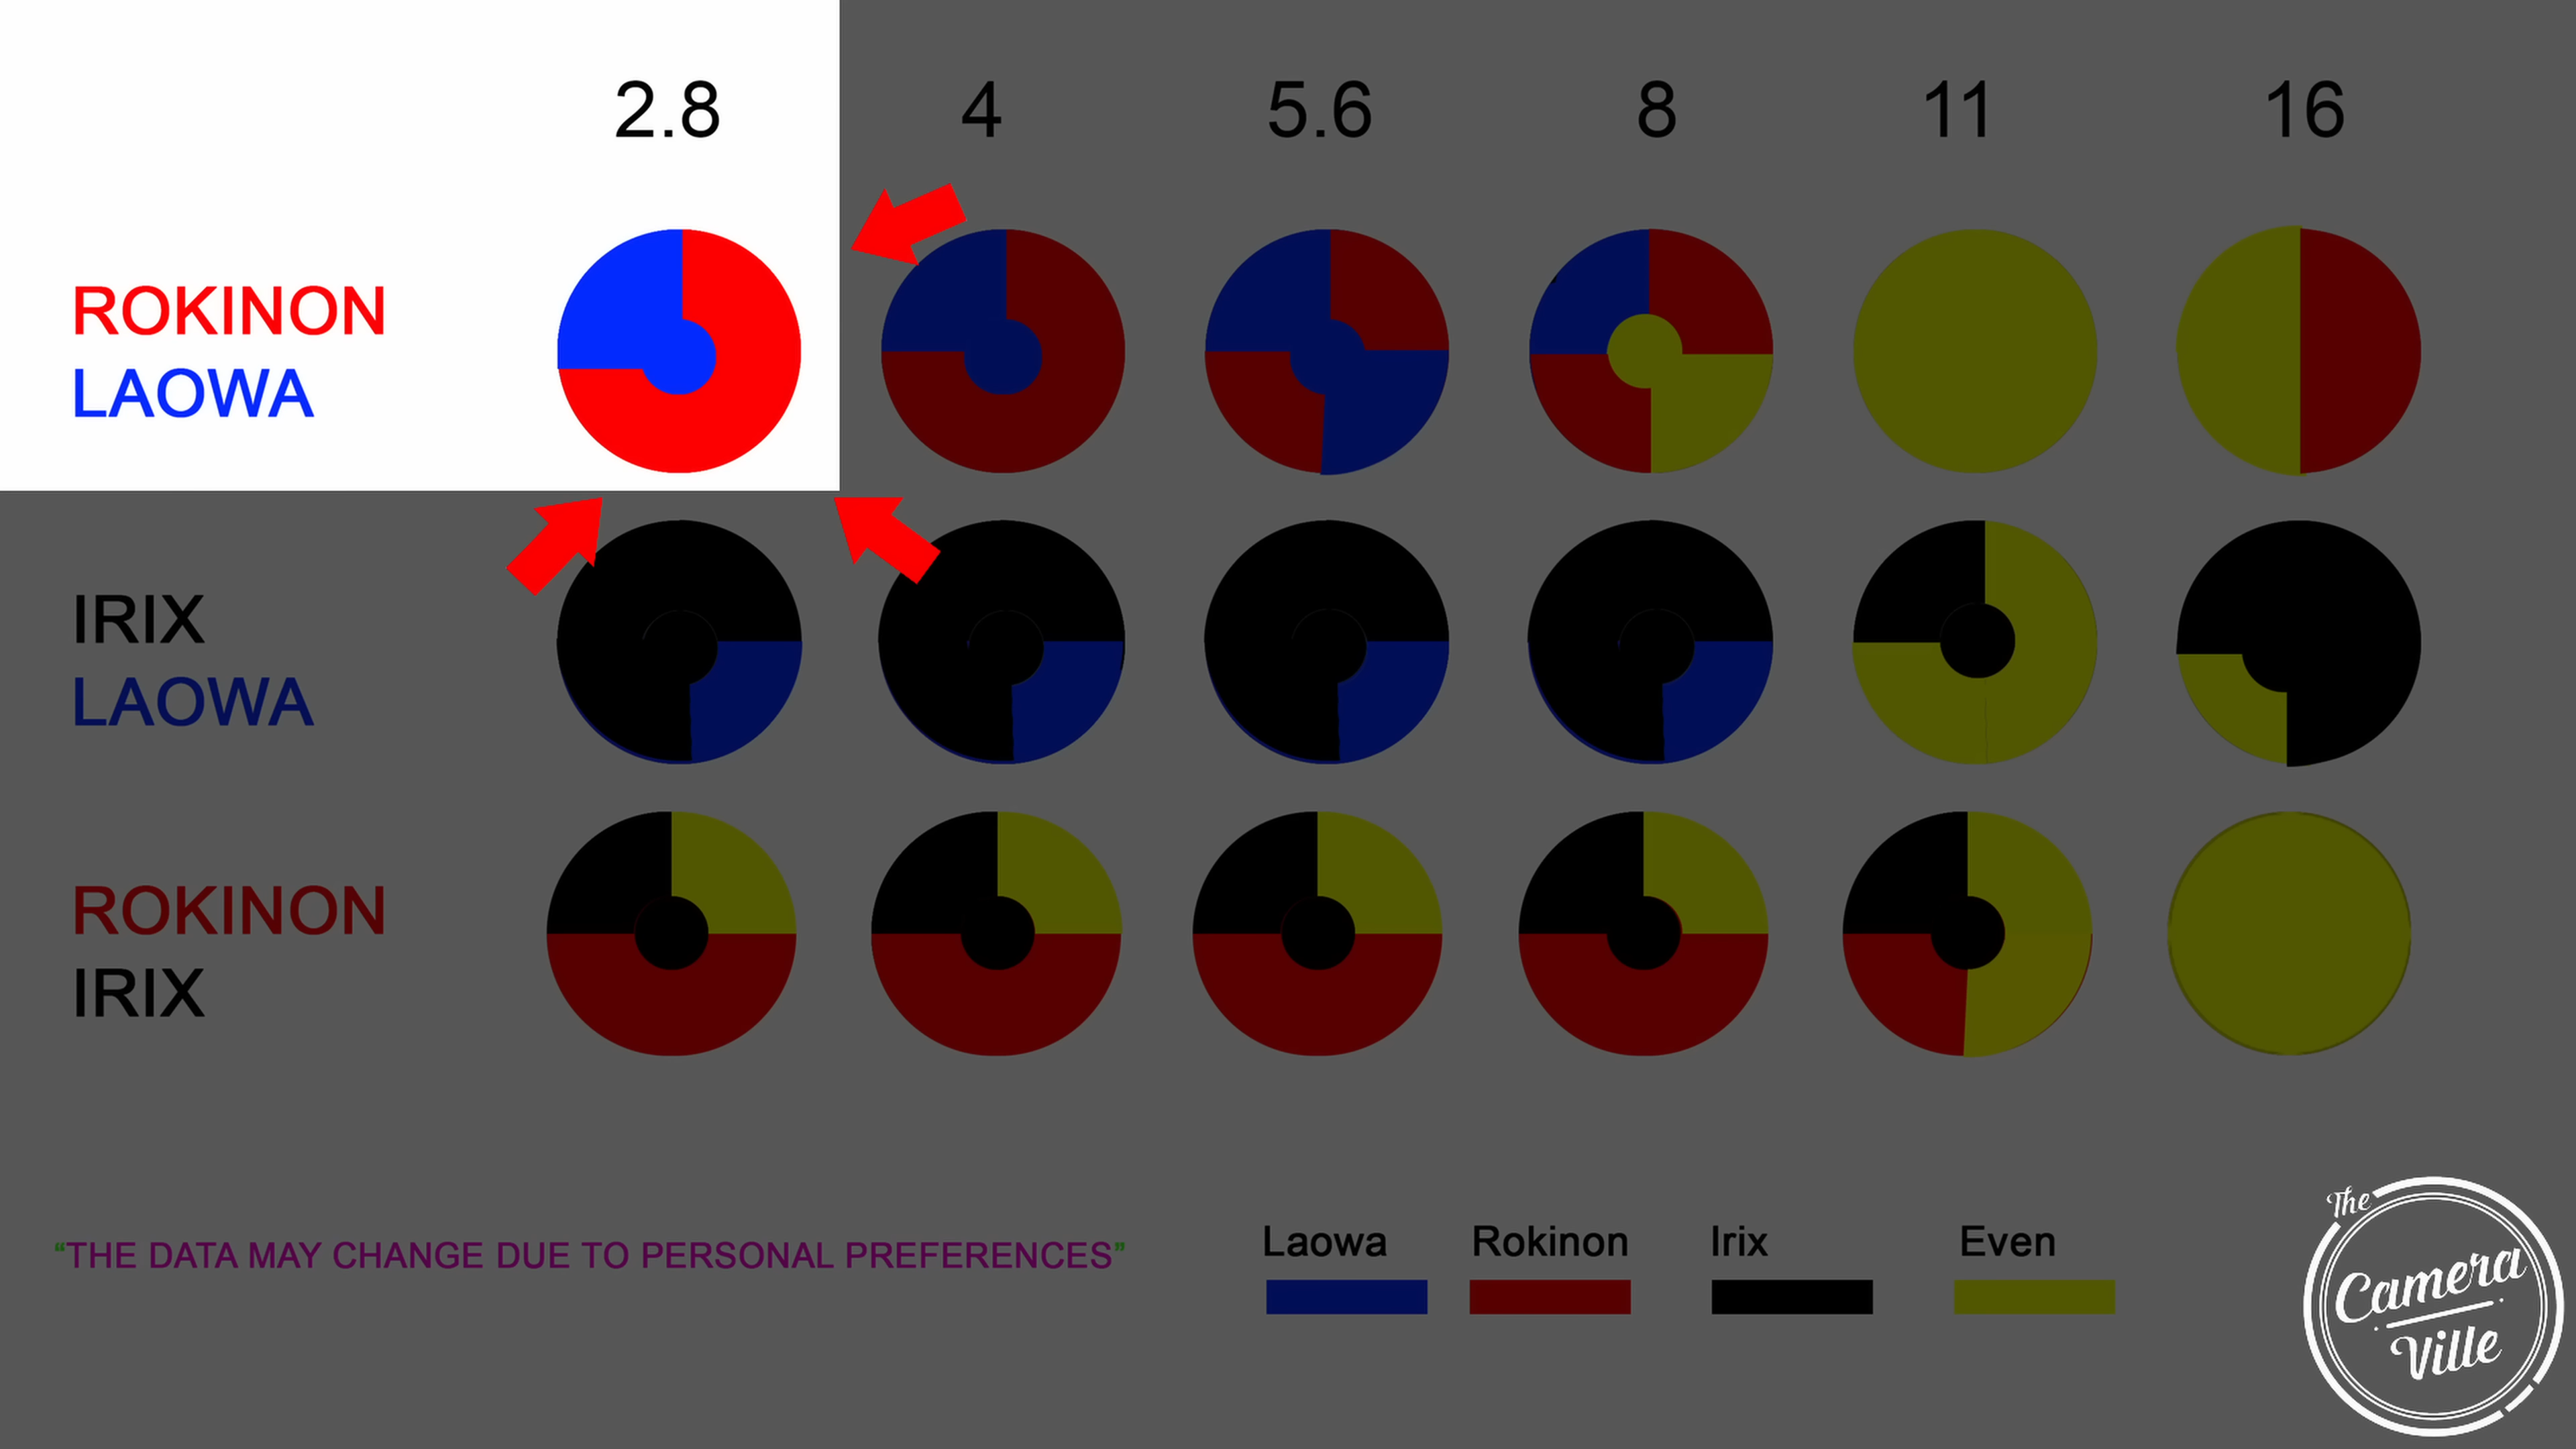 2.8 4 5.6 8 11 16
ROKINON
LAOWA
IRIX
LAOWA
ROKINON
IRIX
“THE DATA MAY CHANGE DUE TO PERSONAL PREFERENCES”
Laowa Rokinon Irix Even
The
Camera
Ville